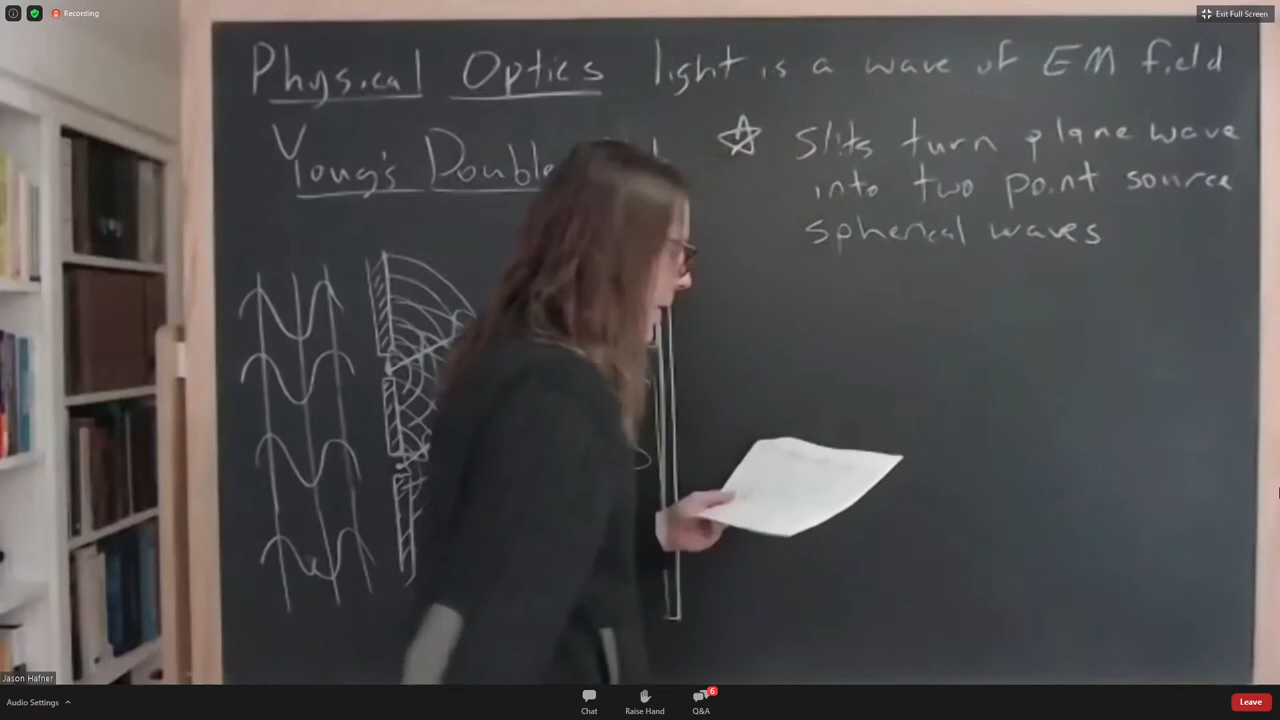 Recording
Exit Full Screen
Physical Optics light is a wave of EM field
Young's Double
☆ Slits turn plane wave
into two point source
spherical waves
Jason Hafner
Audio Settings
Chat
Raise Hand
6
Q&A
Leave